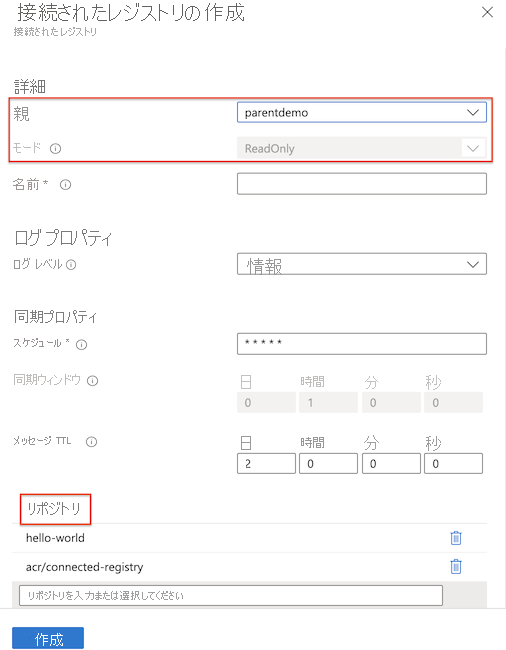 接続されたレジストリの作成
接続されたレジストリ
詳細
親 parentdemo
モード ReadOnly
名前 *
ログ プロパティ
ログ レベル 情報
同期プロパティ
スケジュール * * * * * *
同期ウィンドウ 日 時間 分 秒
0 1 0 0
メッセージ TTL 日 時間 分 秒
2 0 0 0
リポジトリ
hello-world
acr/connected-registry
リポジトリを入力または選択してください
作成